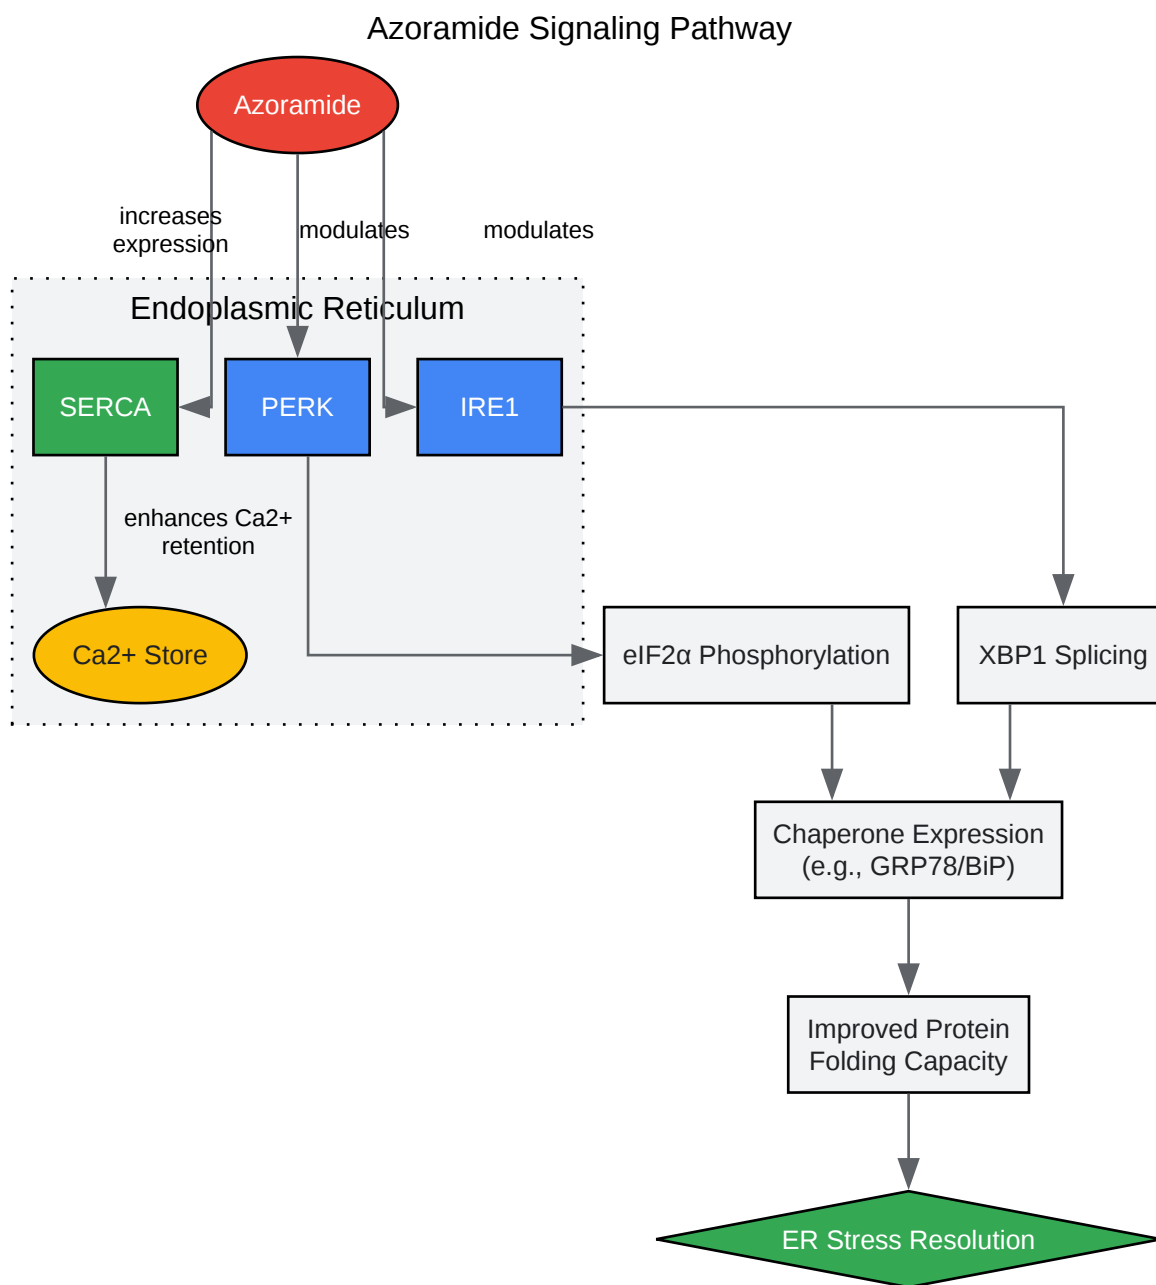 Azoramide Signaling Pathway
Azoramide
increases
expression
modulates
modulates
Endoplasmic Reticulum
SERCA
PERK
IRE1
enhances Ca2+
retention
Ca2+ Store
eIF2α Phosphorylation
XBP1 Splicing
Chaperone Expression
(e.g., GRP78/BiP)
Improved Protein
Folding Capacity
ER Stress Resolution